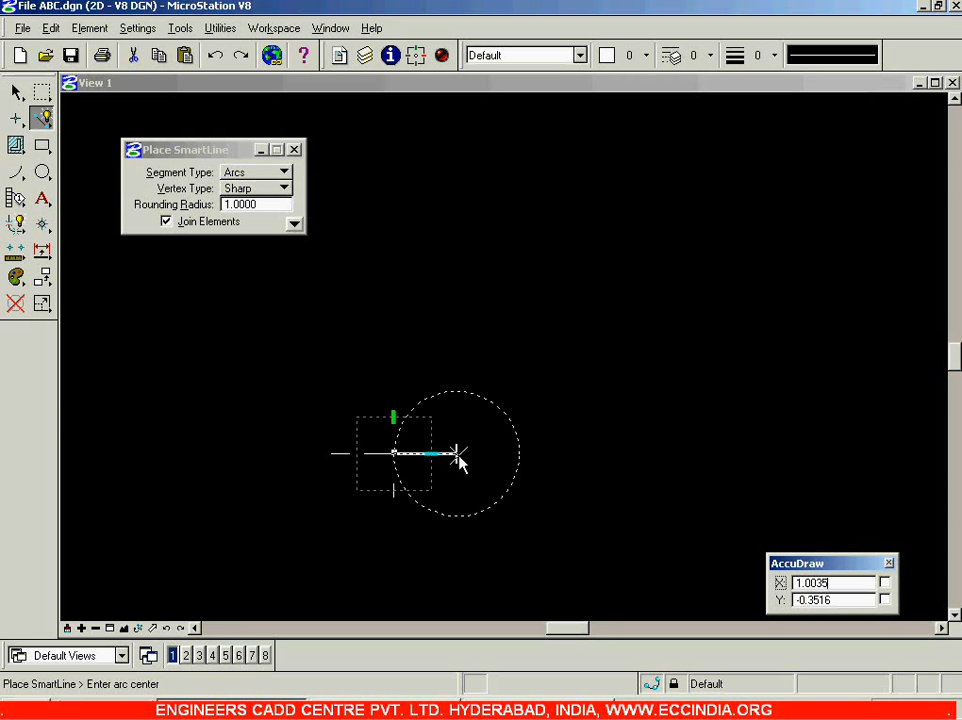 File ABC.dgn (2D - V8 DGN) - MicroStation V8
File Edit Element Settings Tools Utilities Workspace Window Help
Default 0 0 0
View 1
Place SmartLine
Segment Type: Arcs
Vertex Type: Sharp
Rounding Radius: 1.0000
Join Elements
AccuDraw
X: 1.0035
Y: -0.3516
Default Views 1 2 3 4 5 6 7 8
Place SmartLine > Enter arc center Default
ENGINEERS CADD CENTRE PVT. LTD. HYDERABAD, INDIA, WWW.ECCINDIA.ORG